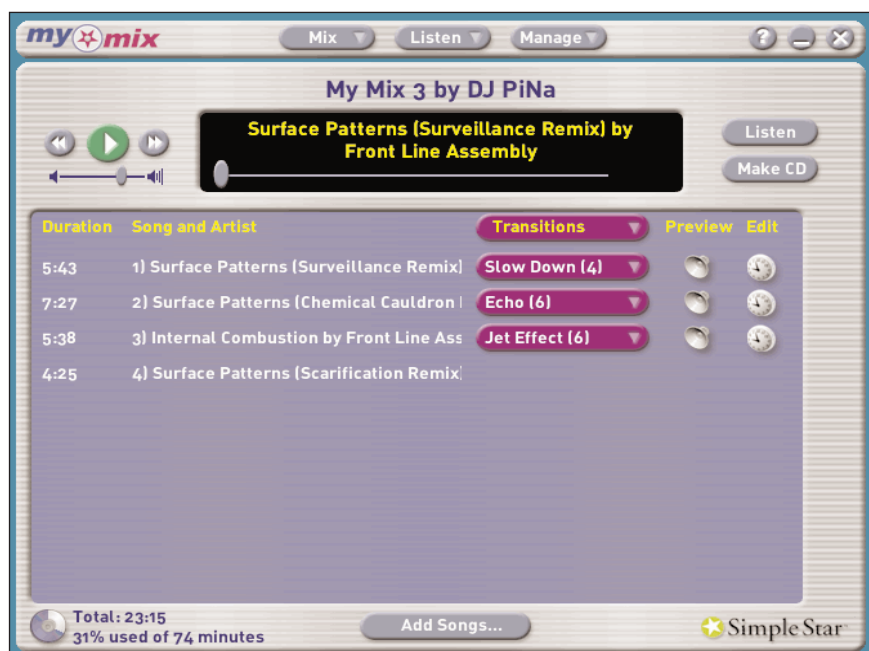 my mix
Mix Listen Manage ?
My Mix 3 by DJ PiNa
Surface Patterns (Surveillance Remix) by
Front Line Assembly
Listen
Make CD
Duration Song and Artist Transitions Preview Edit
5:43 1) Surface Patterns (Surveillance Remix) Slow Down (4)
7:27 2) Surface Patterns (Chemical Cauldron Echo (6)
5:38 3) Internal Combustion by Front Line Ass Jet Effect (6)
4:25 4) Surface Patterns (Scarification Remix)
Total: 23:15
31% used of 74 minutes
Add Songs...
Simple Star